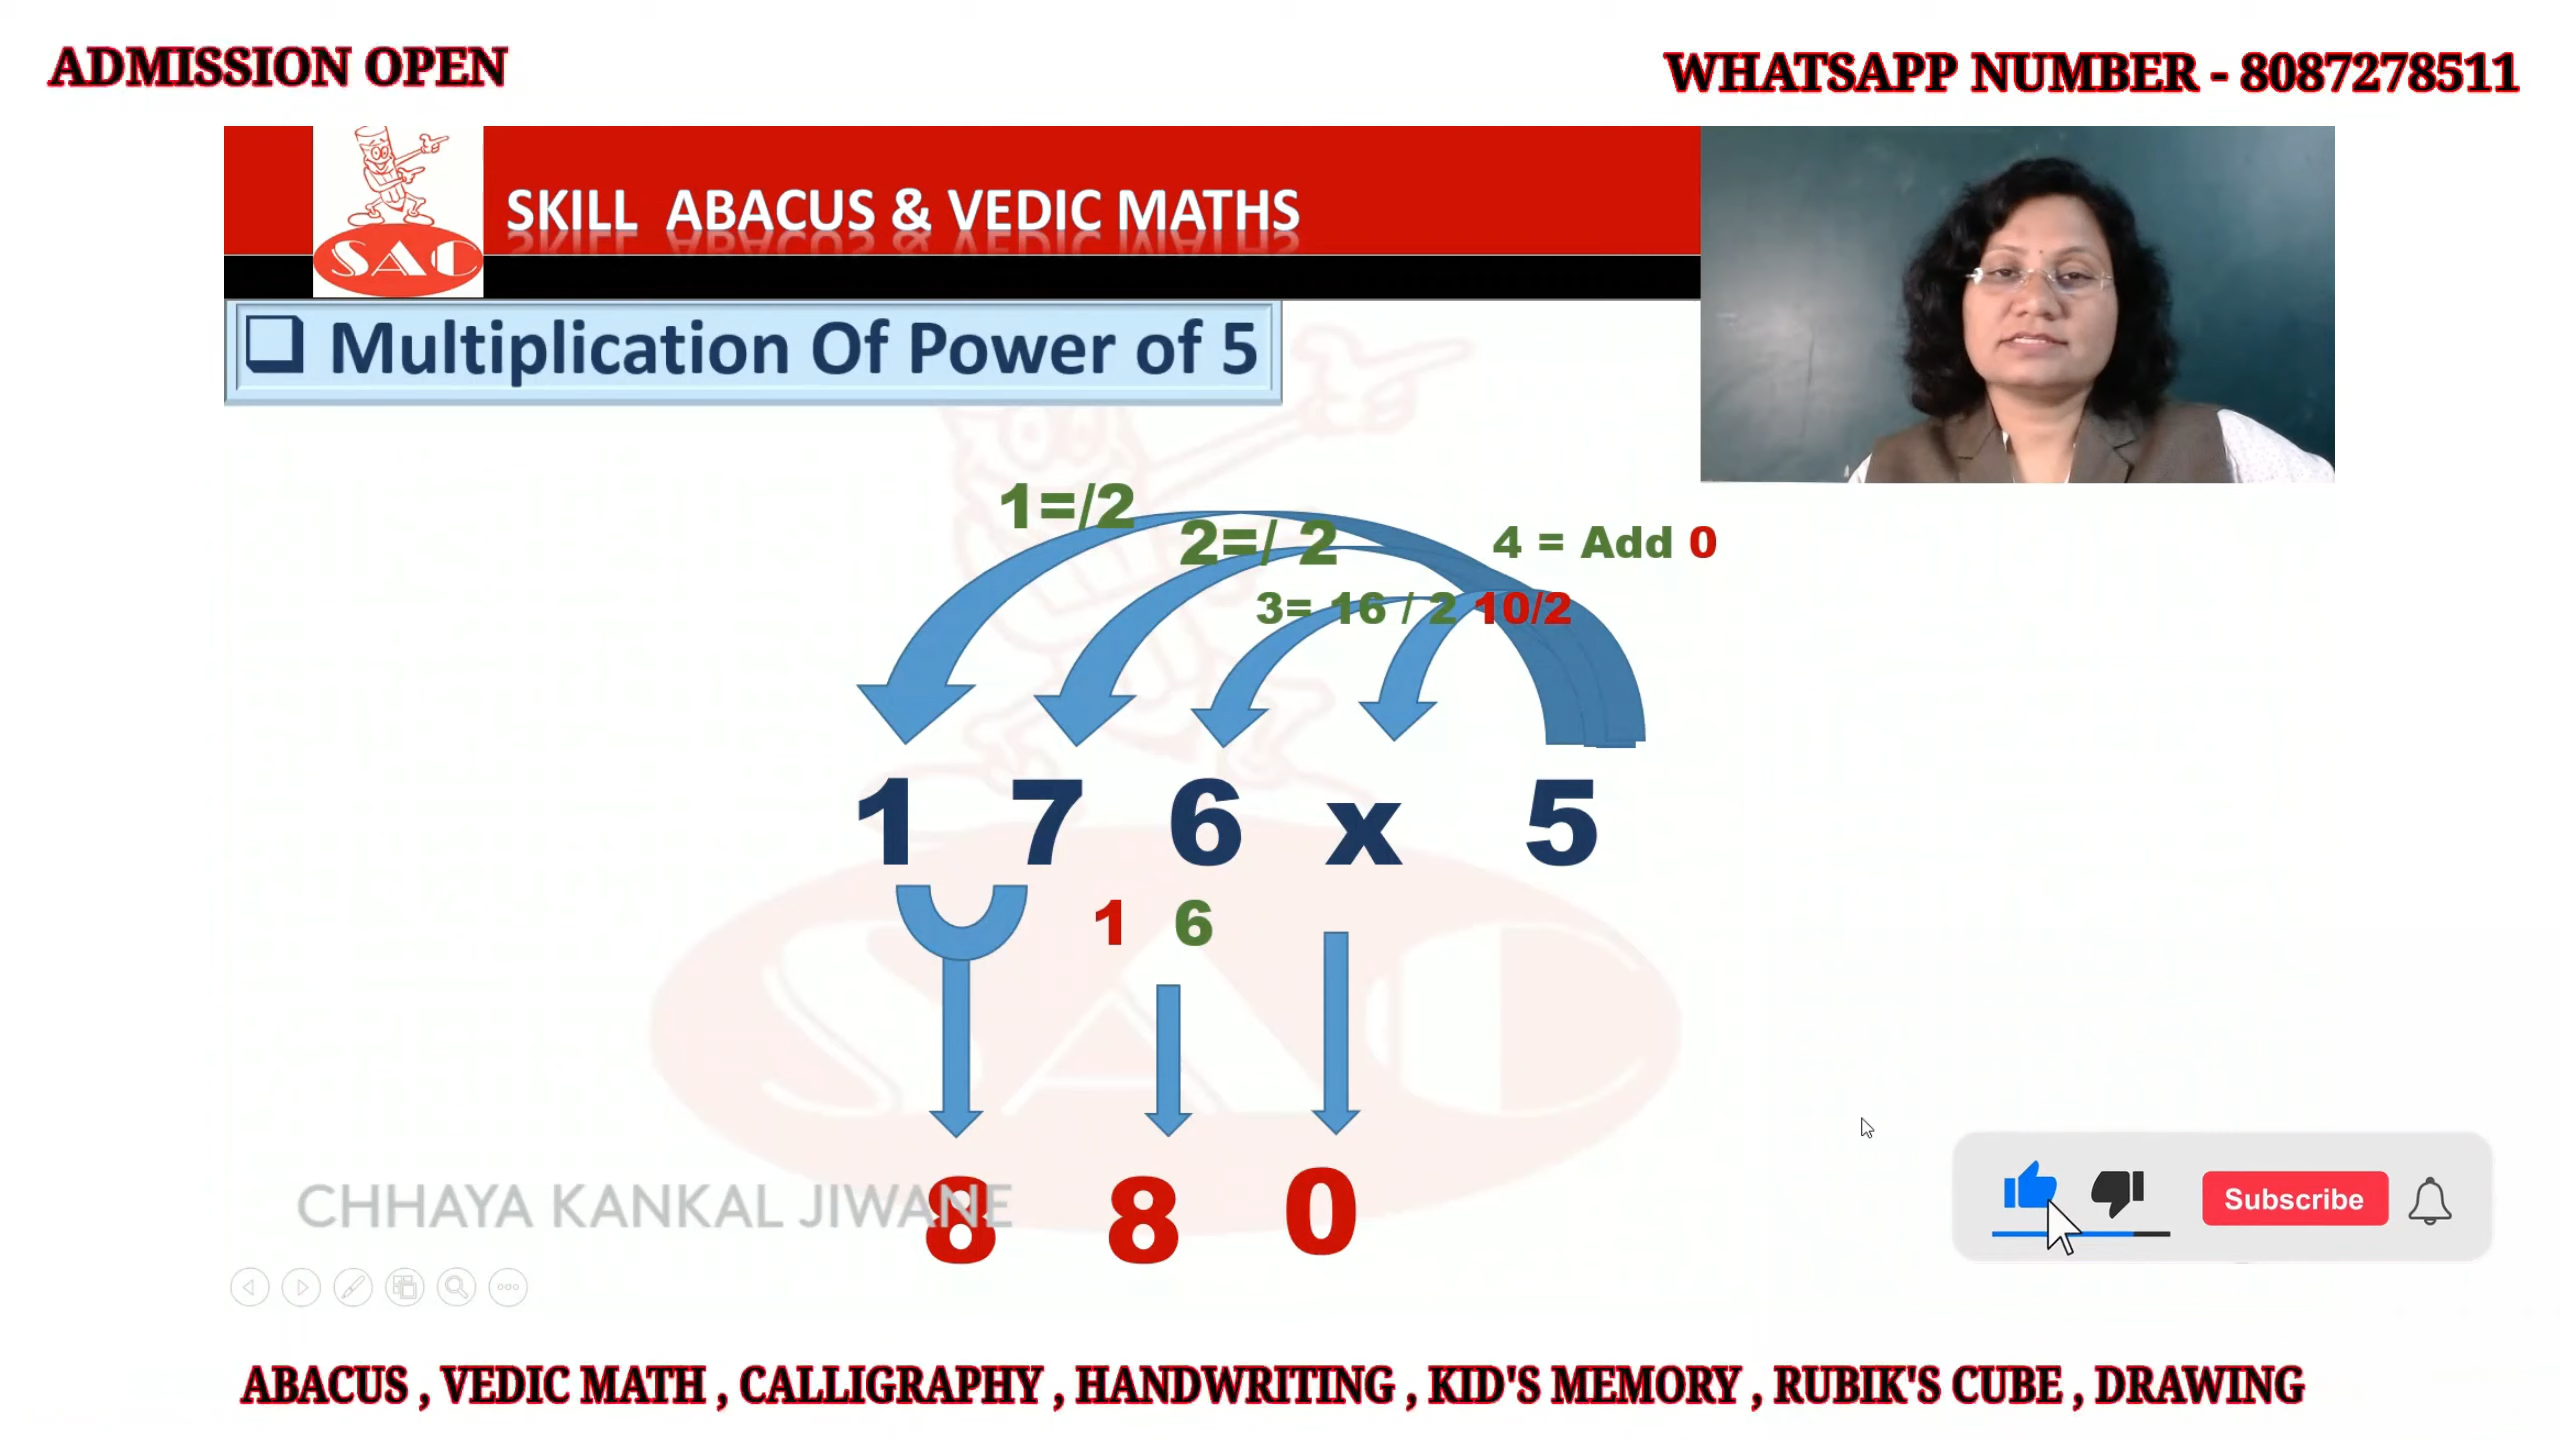 ADMISSION OPEN
WHATSAPP NUMBER - 8087278511
SAC
SKILL ABACUS & VEDIC MATHS
Multiplication Of Power of 5
1=/2
2=/ 2
4 = Add 0
3= 16 / 2 10/2
1 7 6 x 5
1 6
8 8 0
CHHAYA KANKAL JIWANE
Subscribe
ABACUS , VEDIC MATH , CALLIGRAPHY , HANDWRITING , KID'S MEMORY , RUBIK'S CUBE , DRAWING